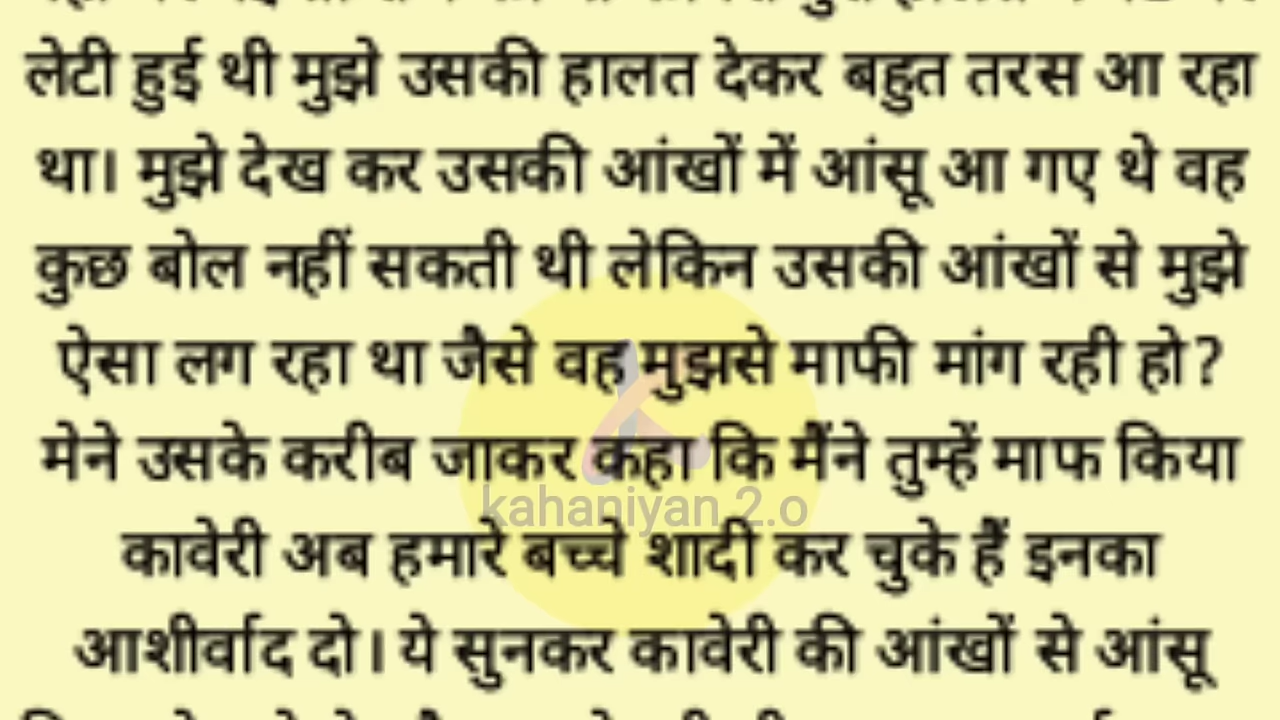 लेटी हुई थी मुझे उसकी हालत देकर बहुत तरस आ रहा
था। मुझे देख कर उसकी आंखों में आंसू आ गए थे वह
कुछ बोल नहीं सकती थी लेकिन उसकी आंखों से मुझे
ऐसा लग रहा था जैसे वह मुझसे माफी मांग रही हो?
मेने उसके करीब जाकर कहा कि मैंने तुम्हें माफ किया
kahaniyan 2.o
कावेरी अब हमारे बच्चे शादी कर चुके हैं इनका
आशीर्वाद दो। ये सुनकर कावेरी की आंखों से आंसू